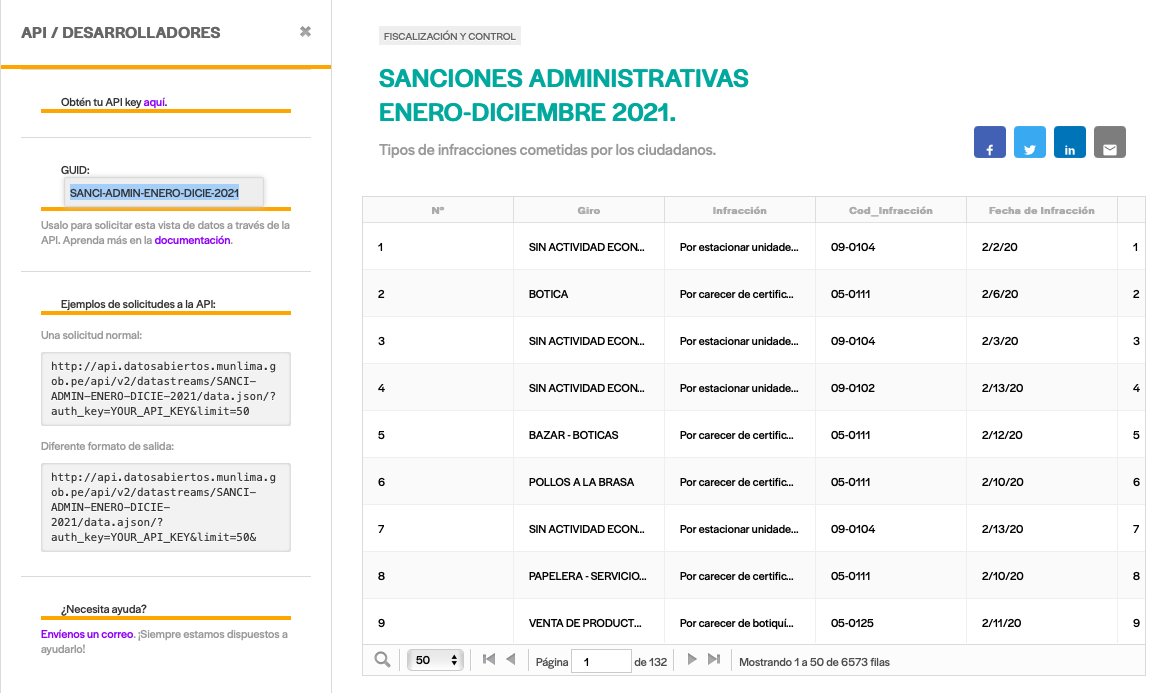 API / DESARROLLADORES
Obtén tu API key aquí.
GUID:
SANCI-ADMIN-ENERO-DICIE-2021
Usalo para solicitar esta vista de datos a través de la
API. Aprenda más en la documentación.
Ejemplos de solicitudes a la API:
Una solicitud normal:
http://api.datosabiertos.munlima.g
ob.pe/api/v2/datastreams/SANCI-
ADMIN-ENERO-DICIE-2021/data.json/?
auth_key=YOUR_API_KEY&limit=50
Diferente formato de salida:
http://api.datosabiertos.munlima.g
ob.pe/api/v2/datastreams/SANCI-
ADMIN-ENERO-DICIE-
2021/data.ajson/?
auth_key=YOUR_API_KEY&limit=50&
¿Necesita ayuda?
Envíenos un correo. ¡Siempre estamos dispuestos a
ayudarlo!
FISCALIZACIÓN Y CONTROL
SANCIONES ADMINISTRATIVAS
ENERO-DICIEMBRE 2021.
Tipos de infracciones cometidas por los ciudadanos.
Nº Giro Infracción Cod_Infracción Fecha de Infracción
1 SIN ACTIVIDAD ECON... Por estacionar unidade... 09-0104 2/2/20 1
2 BOTICA Por carecer de certific... 05-0111 2/6/20 2
3 SIN ACTIVIDAD ECON... Por estacionar unidade... 09-0104 2/3/20 3
4 SIN ACTIVIDAD ECON... Por estacionar unidade... 09-0102 2/13/20 4
5 BAZAR - BOTICAS Por carecer de certific... 05-0111 2/12/20 5
6 POLLOS A LA BRASA Por carecer de certific... 05-0111 2/10/20 6
7 SIN ACTIVIDAD ECON... Por estacionar unidade... 09-0104 2/13/20 7
8 PAPELERA - SERVICIO... Por carecer de certific... 05-0111 2/10/20 8
9 VENTA DE PRODUCT... Por carecer de botiquí... 05-0125 2/11/20 9
50 Página 1 de 132 Mostrando 1 a 50 de 6573 filas